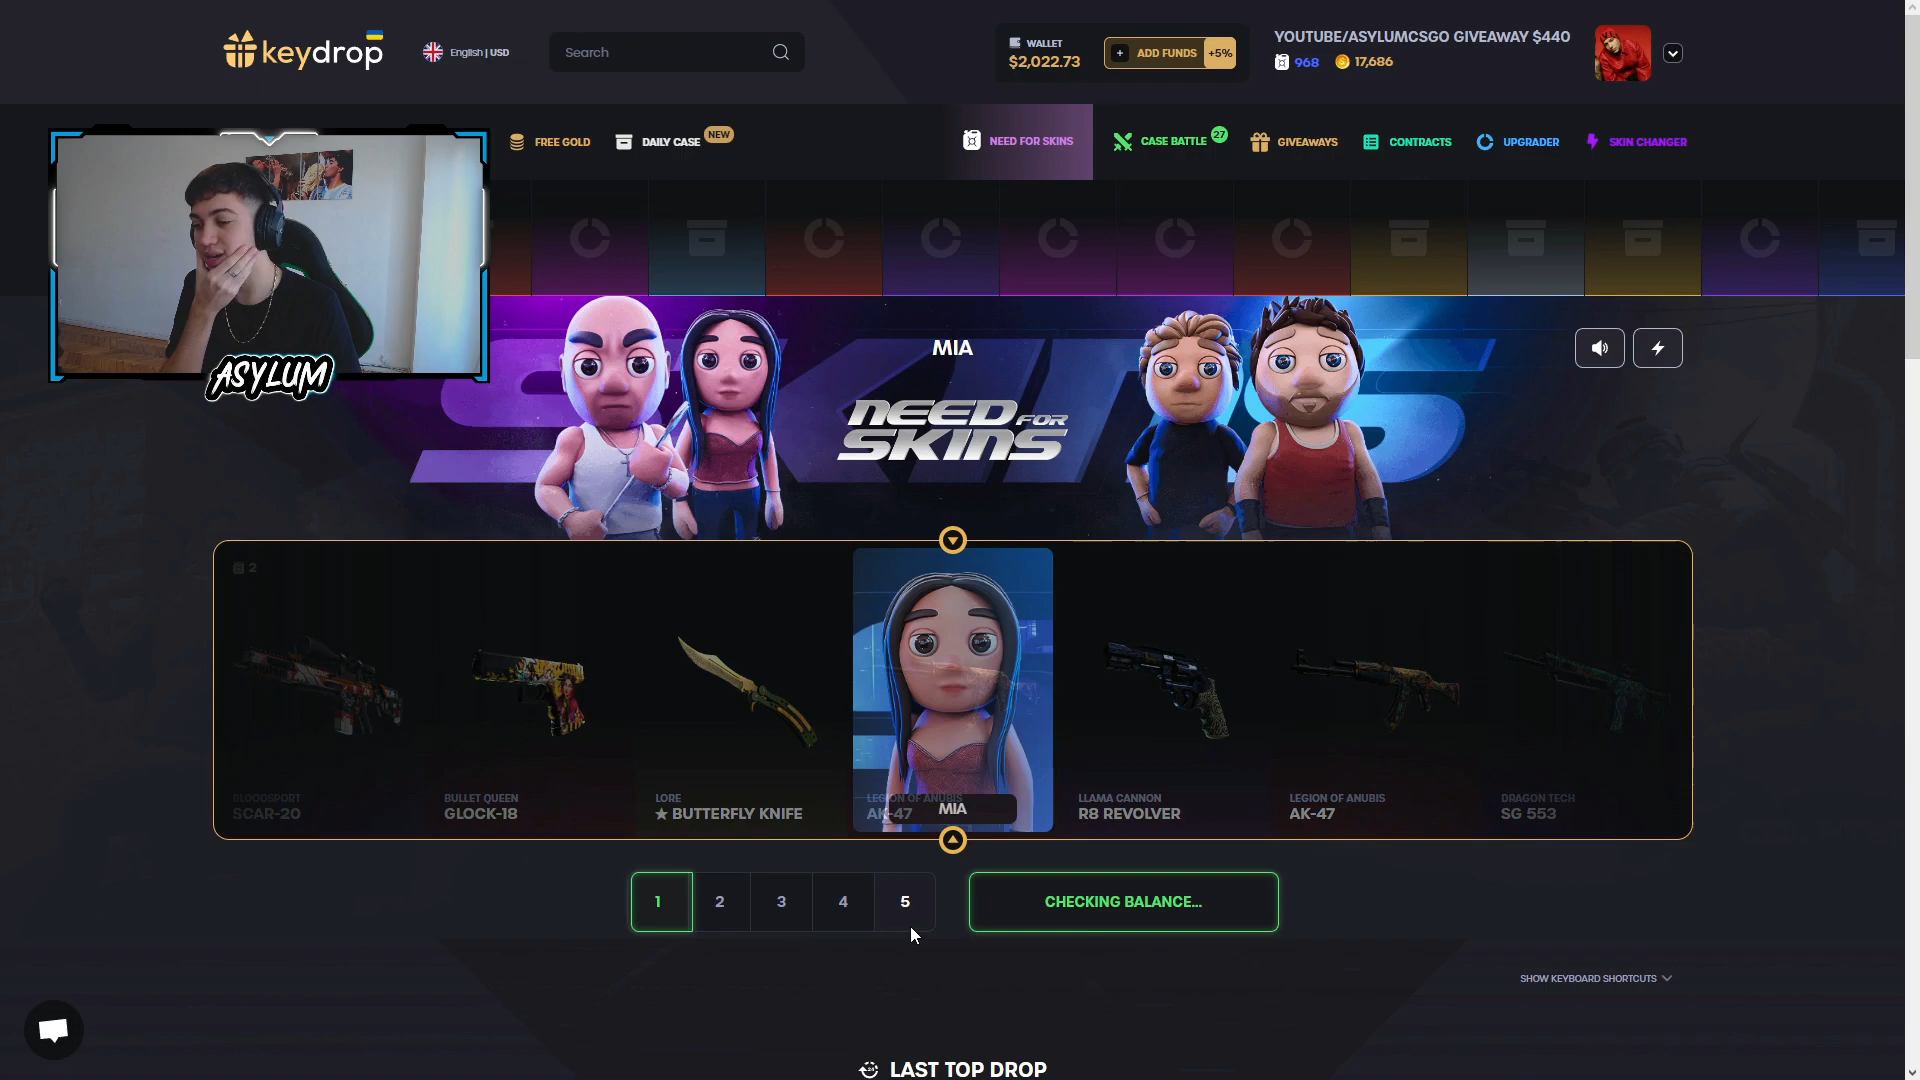 keydrop
English | USD
Search
WALLET
$2,022.73
+ ADD FUNDS +5%
YOUTUBE/ASYLUMCSGO GIVEAWAY $440
968 17,686
FREE GOLD
DAILY CASE NEW
NEED FOR SKINS
CASE BATTLE 27
GIVEAWAYS
CONTRACTS
UPGRADER
SKIN CHANGER
ASYLUM
MIA
SKINS
NEED FOR
SKINS
2
BLOODSPORT
SCAR-20
BULLET QUEEN
GLOCK-18
LORE
★ BUTTERFLY KNIFE
LEGION OF ANUBIS
AK-47
MIA
LLAMA CANNON
R8 REVOLVER
LEGION OF ANUBIS
AK-47
DRAGON TECH
SG 553
1 2 3 4 5
CHECKING BALANCE...
SHOW KEYBOARD SHORTCUTS
LAST TOP DROP